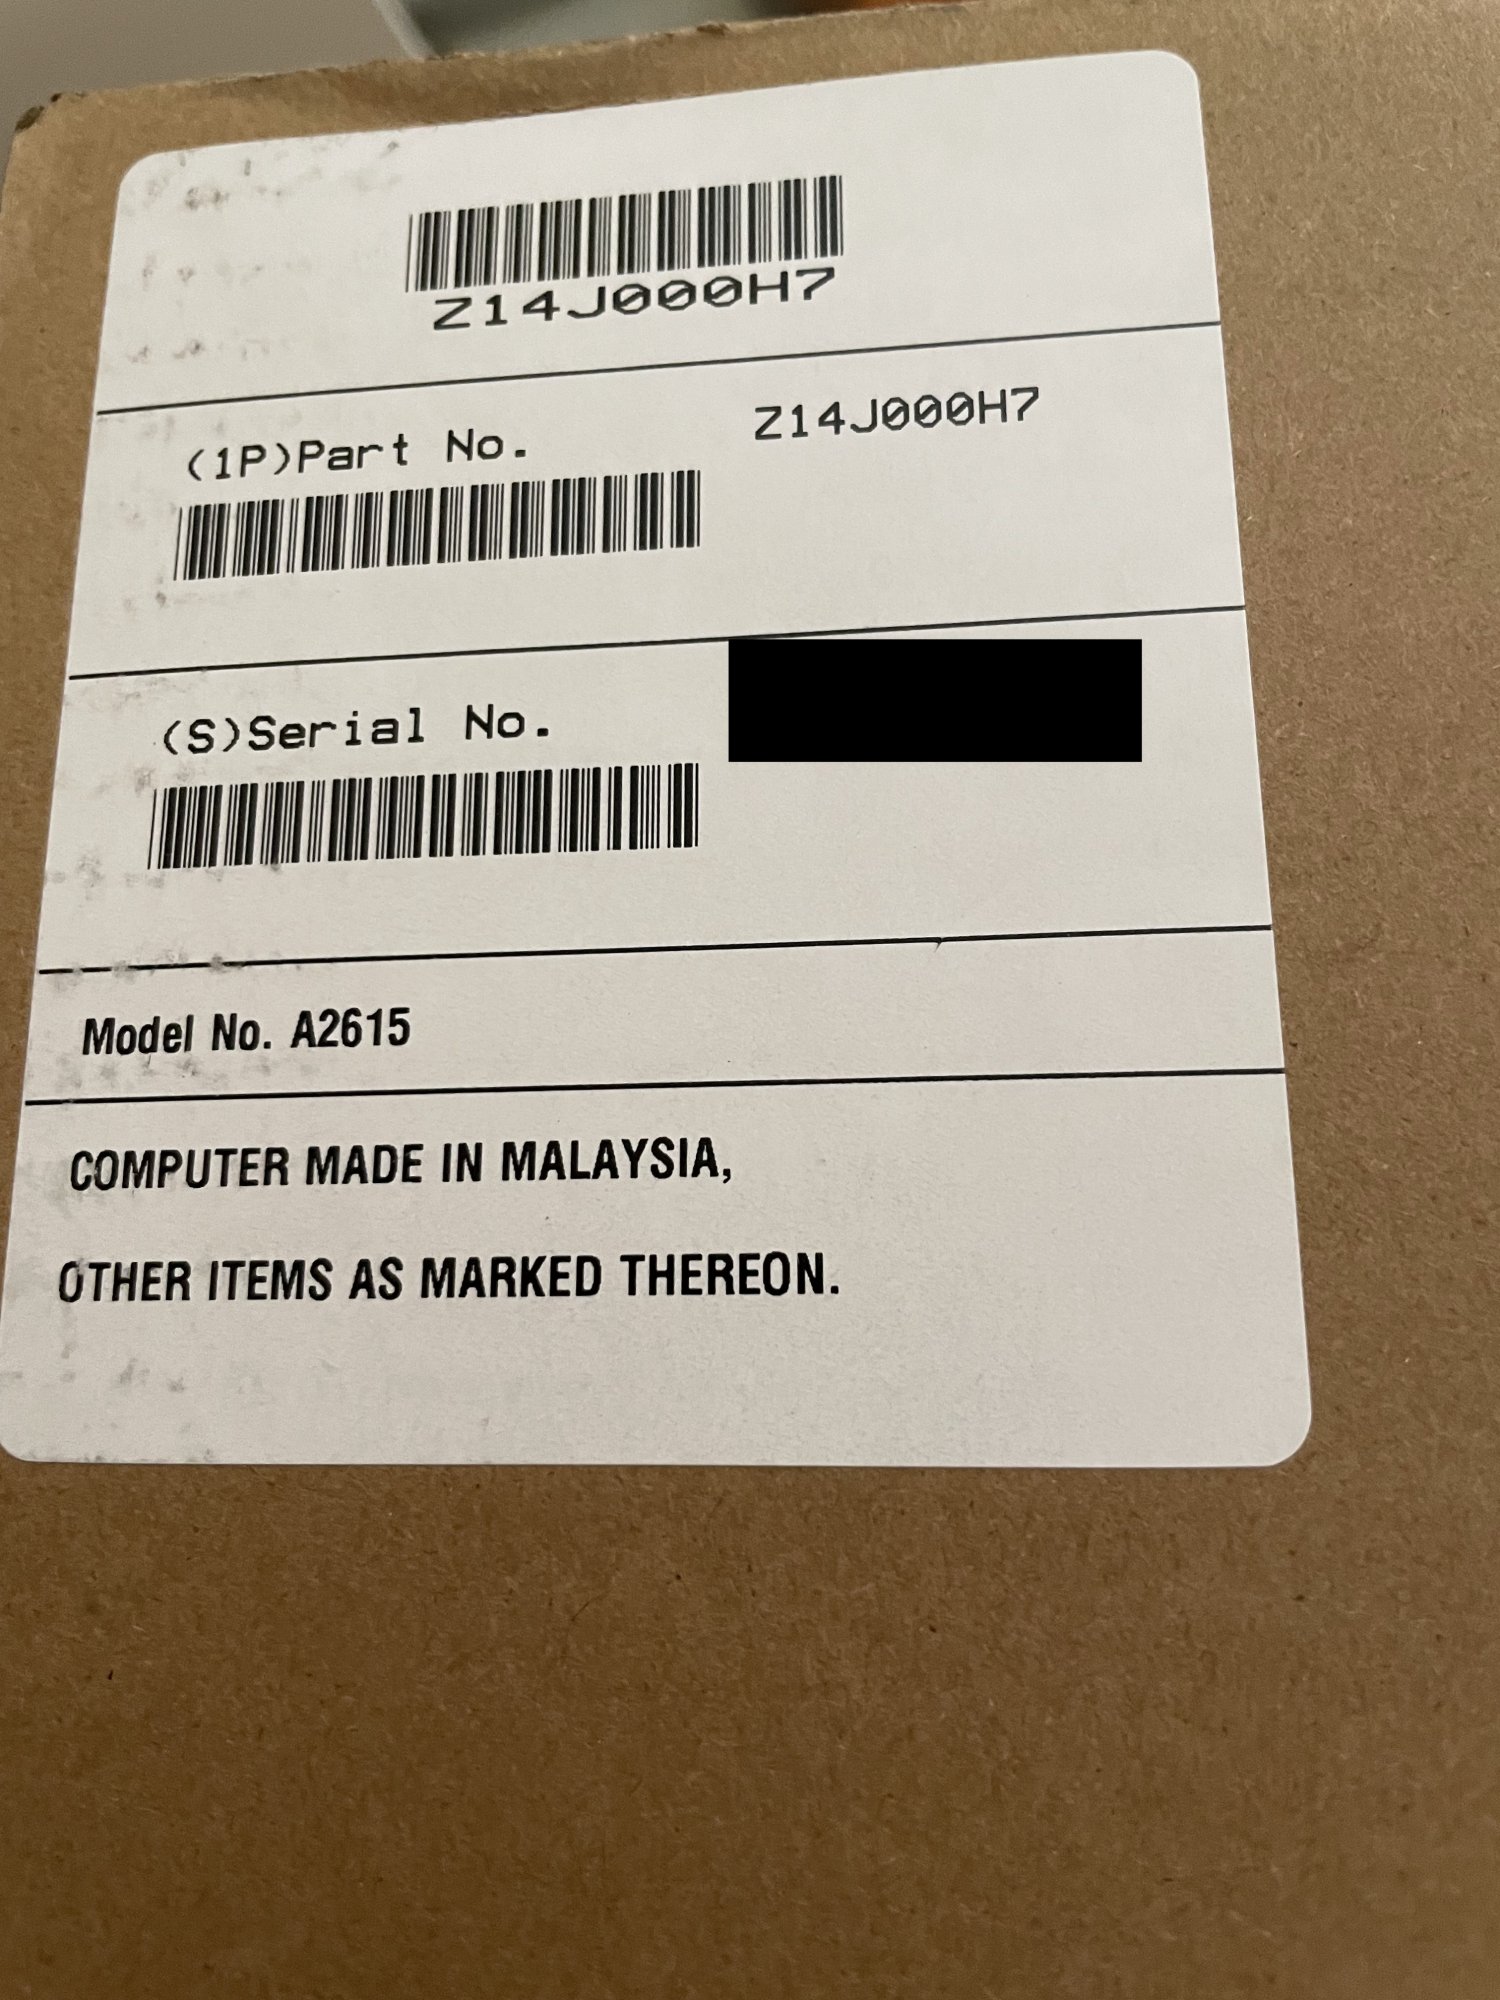 Z14J000H7
(1P)Part No. Z14J000H7
(S)Serial No.
Model No. A2615
COMPUTER MADE IN MALAYSIA,
OTHER ITEMS AS MARKED THEREON.